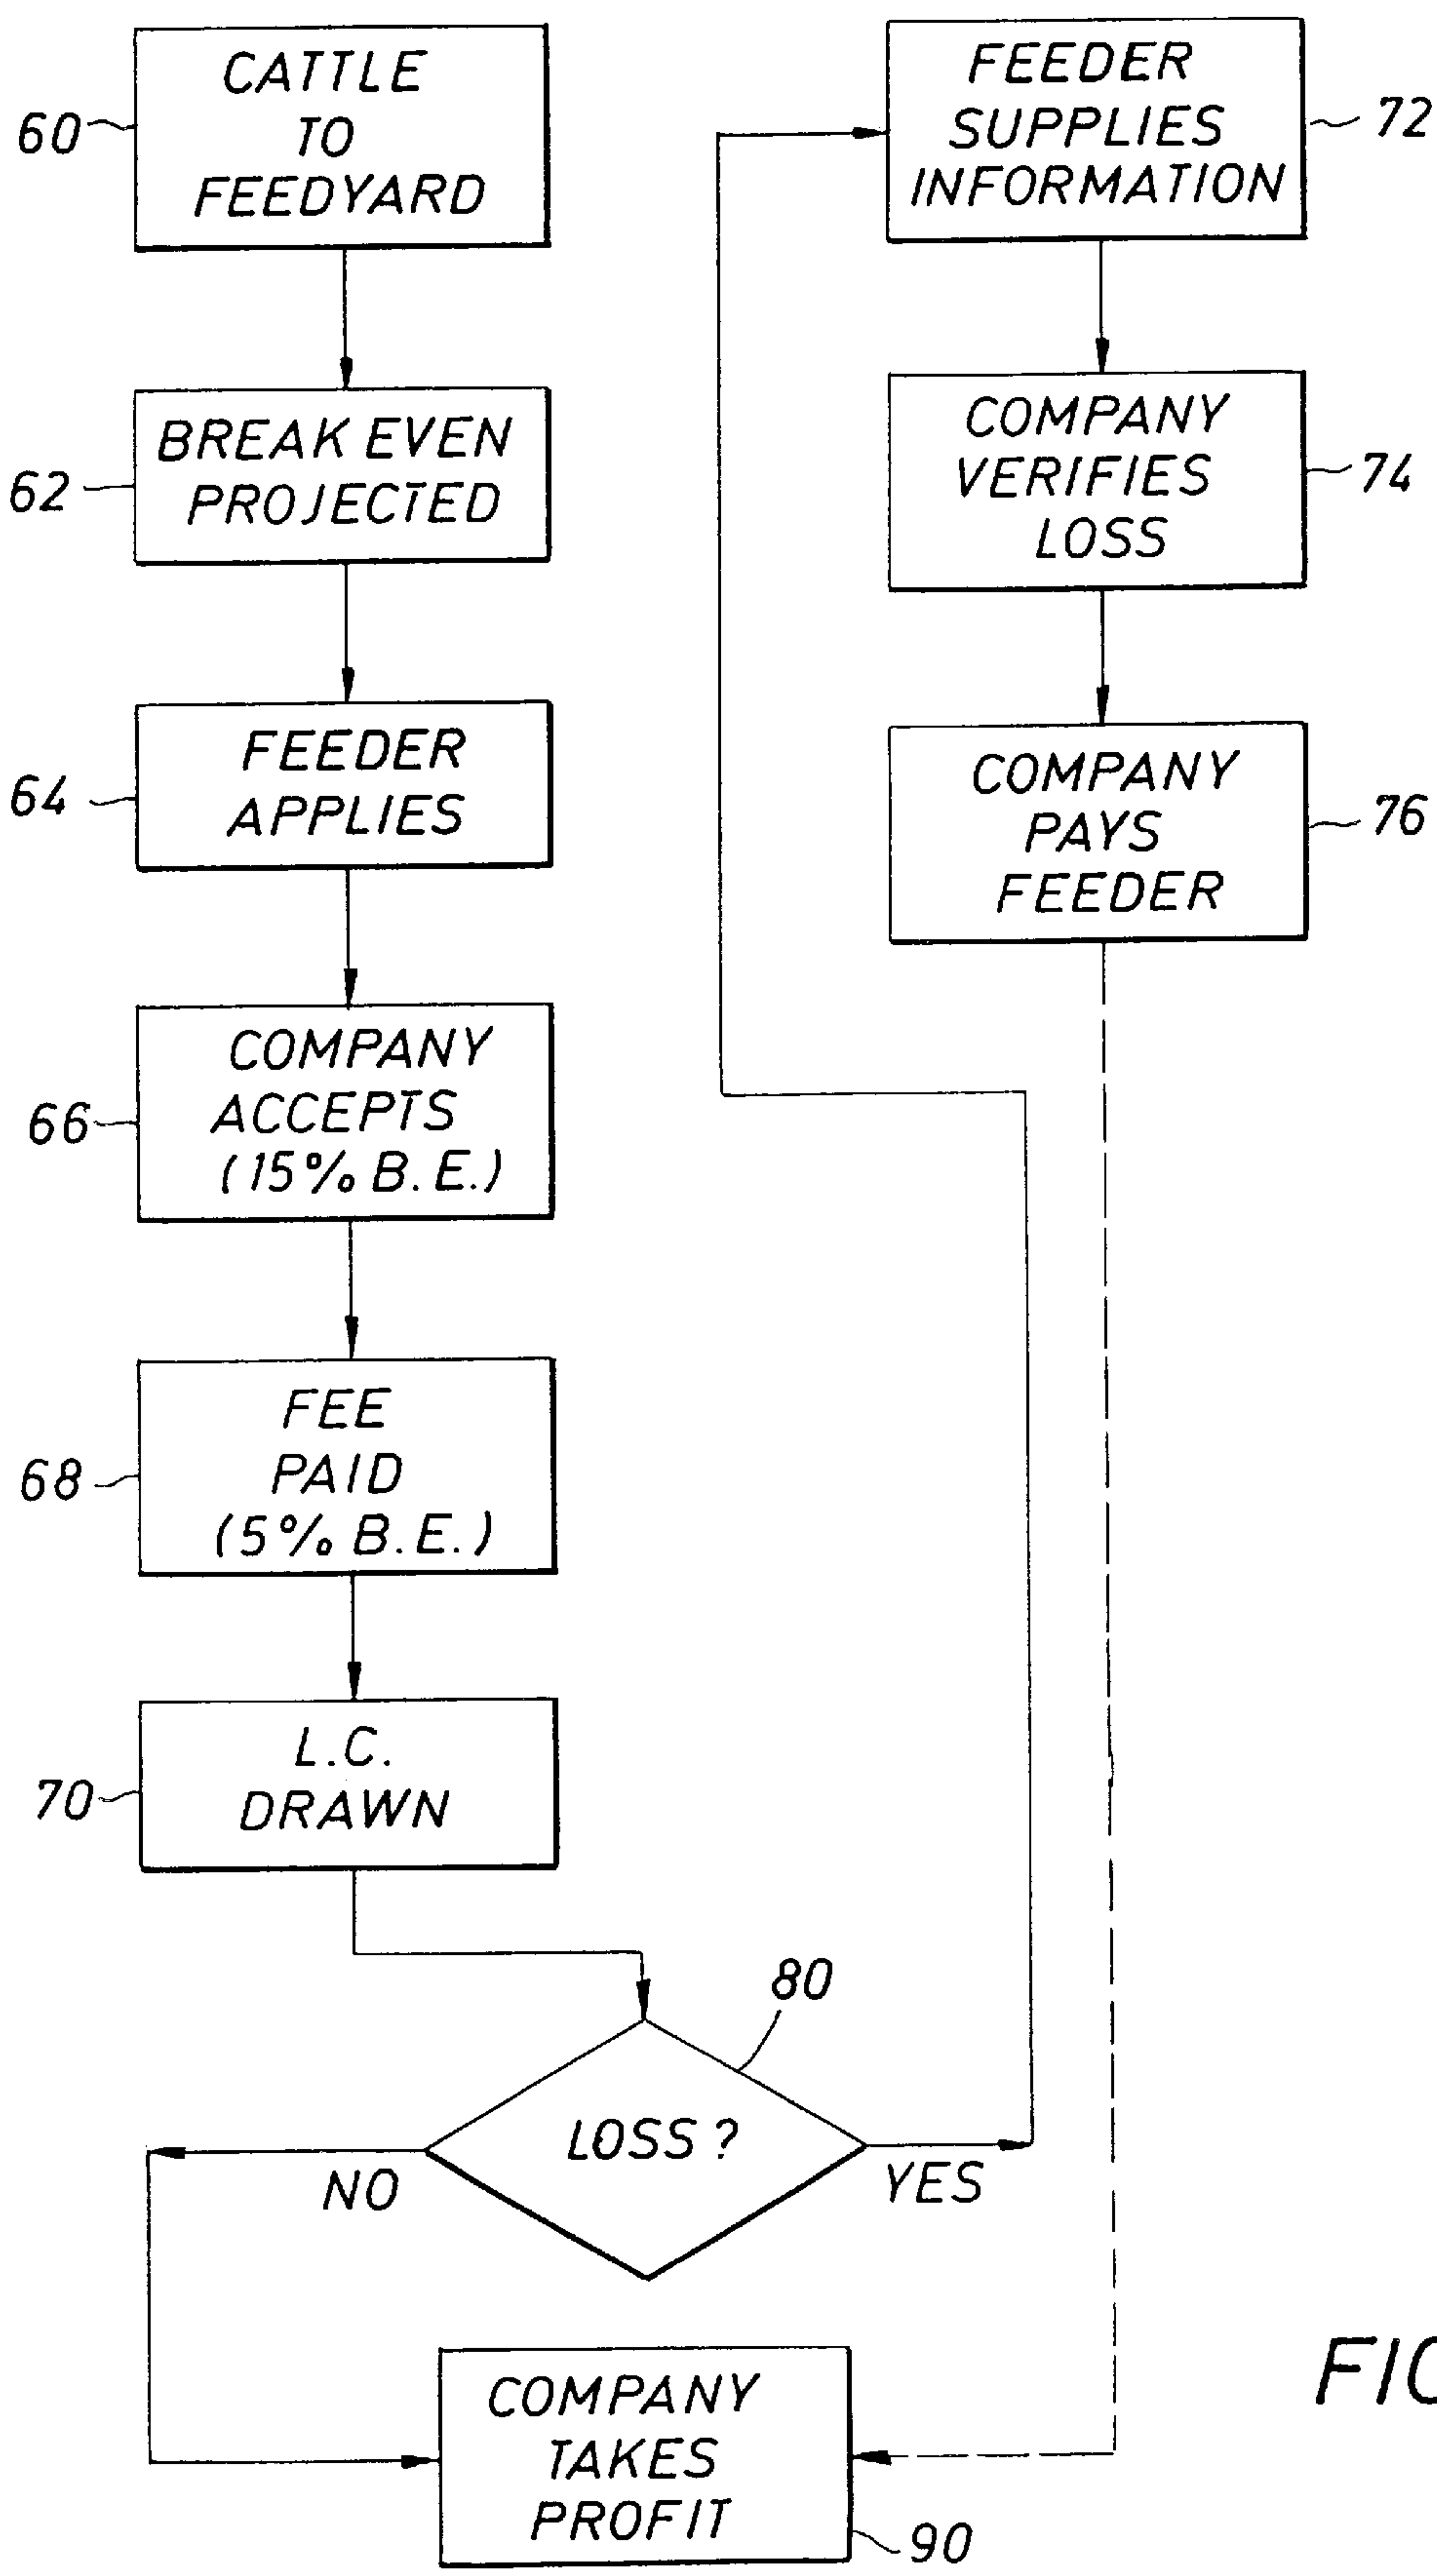 CATTLE
TO
FEEDYARD
60
BREAK EVEN
PROJECTED
62
FEEDER
APPLIES
64
COMPANY
ACCEPTS
(15% B.E.)
66
FEE
PAID
(5% B.E.)
68
L.C.
DRAWN
70
80
LOSS?
NO
YES
FEEDER
SUPPLIES
INFORMATION
72
COMPANY
VERIFIES
LOSS
74
COMPANY
PAYS
FEEDER
76
COMPANY
TAKES
PROFIT
90